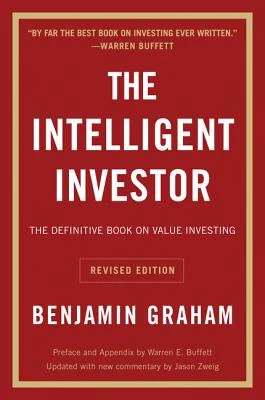 “BY FAR THE BEST BOOK ON INVESTING EVER WRITTEN.”
—WARREN BUFFETT
THE
INTELLIGENT
INVESTOR
THE DEFINITIVE BOOK ON VALUE INVESTING
REVISED EDITION
BENJAMIN GRAHAM
Preface and Appendix by Warren E. Buffett
Updated with new commentary by Jason Zweig